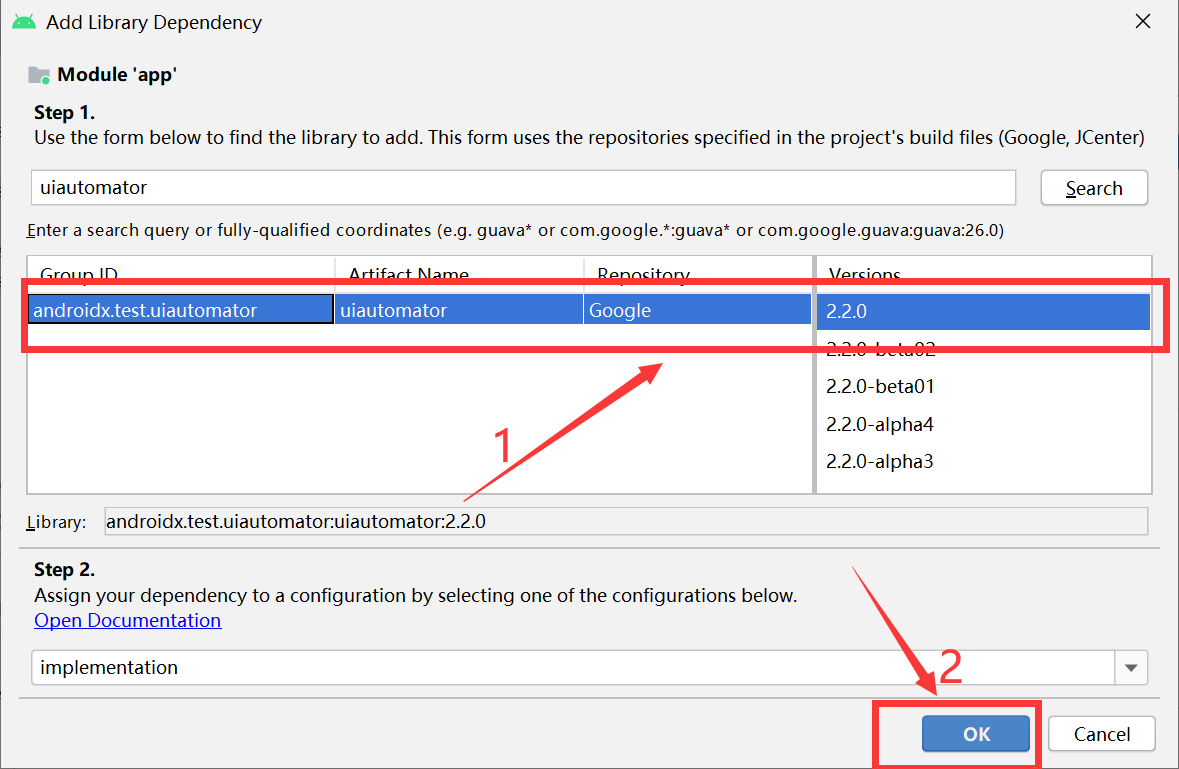 Add Library Dependency
Module 'app'
Step 1.
Use the form below to find the library to add. This form uses the repositories specified in the project's build files (Google, JCenter)
uiautomator
Search
Enter a search query or fully-qualified coordinates (e.g. guava* or com.google.*:guava* or com.google.guava:guava:26.0)
Group ID Artifact Name Repository Versions
androidx.test.uiautomator uiautomator Google 2.2.0
2.2.0-beta02
2.2.0-beta01
2.2.0-alpha4
2.2.0-alpha3
1
Library: androidx.test.uiautomator:uiautomator:2.2.0
Step 2.
Assign your dependency to a configuration by selecting one of the configurations below.
Open Documentation
implementation
2
OK Cancel